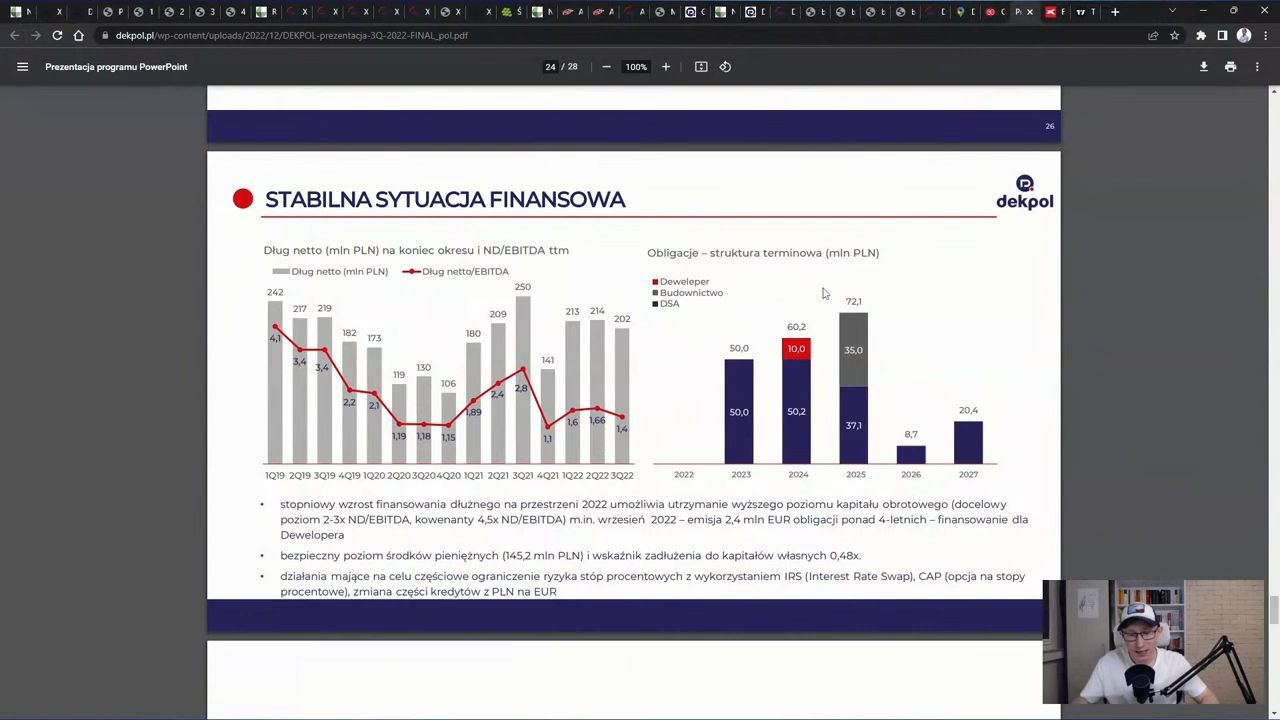 dekpol.pl/wp-content/uploads/2022/12/DEKPOL-prezentacja-3Q-2022-FINAL_pol.pdf
Prezentacja programu PowerPoint
24 / 28
100%
26
STABILNA SYTUACJA FINANSOWA
dekpol
Dług netto (mln PLN) na koniec okresu i ND/EBITDA ttm
Dług netto (mln PLN) Dług netto/EBITDA
242 217 219 182 173 119 130 106 180 209 250 141 213 214 202
4,1 3,4 3,4 2,2 2,1 1,19 1,18 1,15 1,89 2,4 2,8 1,1 1,6 1,66 1,4
1Q19 2Q19 3Q19 4Q19 1Q20 2Q20 3Q20 4Q20 1Q21 2Q21 3Q21 4Q21 1Q22 2Q22 3Q22
Obligacje – struktura terminowa (mln PLN)
Deweleper
Budownictwo
DSA
50,0 60,2 72,1 8,7 20,4
10,0 35,0
50,0 50,2 37,1
2022 2023 2024 2025 2026 2027
• stopniowy wzrost finansowania dłużnego na przestrzeni 2022 umożliwia utrzymanie wyższego poziomu kapitału obrotowego (docelowy
poziom 2-3x ND/EBITDA, kowenanty 4,5x ND/EBITDA) m.in. wrzesień 2022 – emisja 2,4 mln EUR obligacji ponad 4-letnich – finansowanie dla
Dewelopera
• bezpieczny poziom środków pieniężnych (145,2 mln PLN) i wskaźnik zadłużenia do kapitałów własnych 0,48x.
• działania mające na celu częściowe ograniczenie ryzyka stóp procentowych z wykorzystaniem IRS (Interest Rate Swap), CAP (opcja na stopy
procentowe), zmiana części kredytów z PLN na EUR